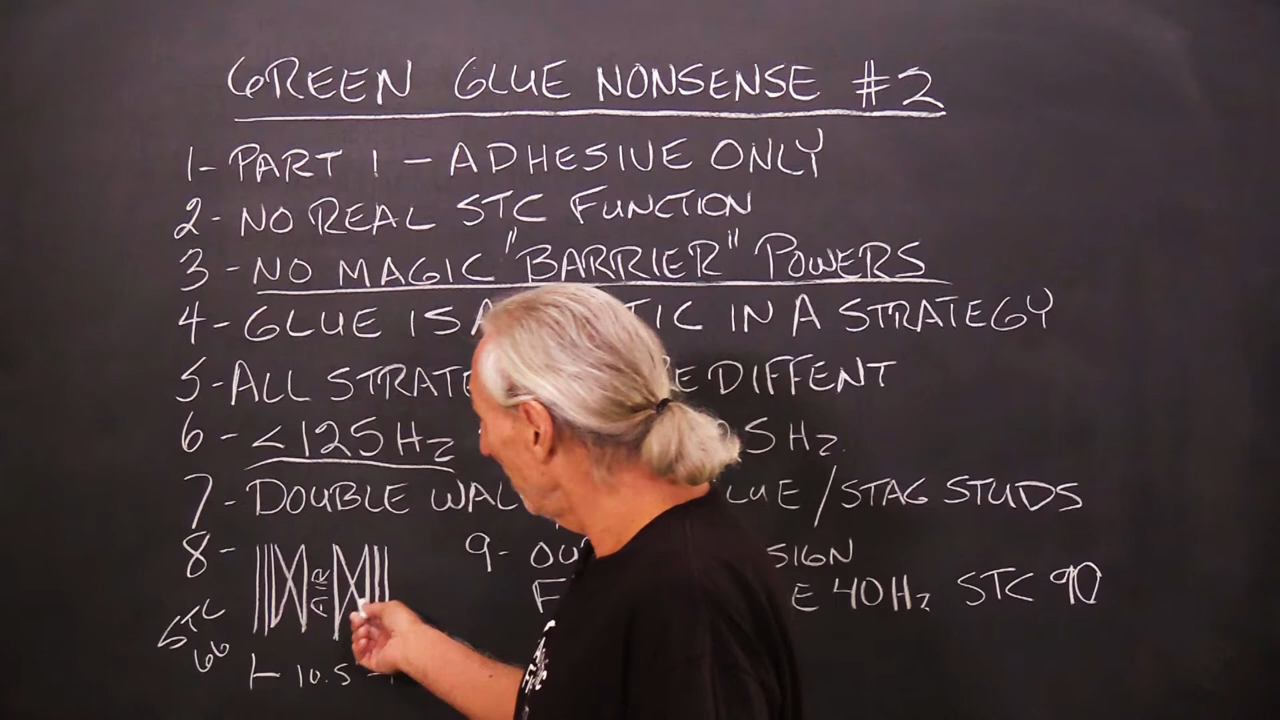 GREEN GLUE NONSENSE #2
1- PART 1 - ADHESIVE ONLY
2- NO REAL STC FUNCTION
3 - NO MAGIC "BARRIER" POWERS
4- GLUE IS A TIC IN A STRATEGY
5- ALL STRATE E DIFFENT
6 - <125Hz 5Hz.
7- DOUBLE WAL LUE / STAG STUDS
8- AIR
STC 66
10.5
9- OU SIGN
F E 40Hz STC 90